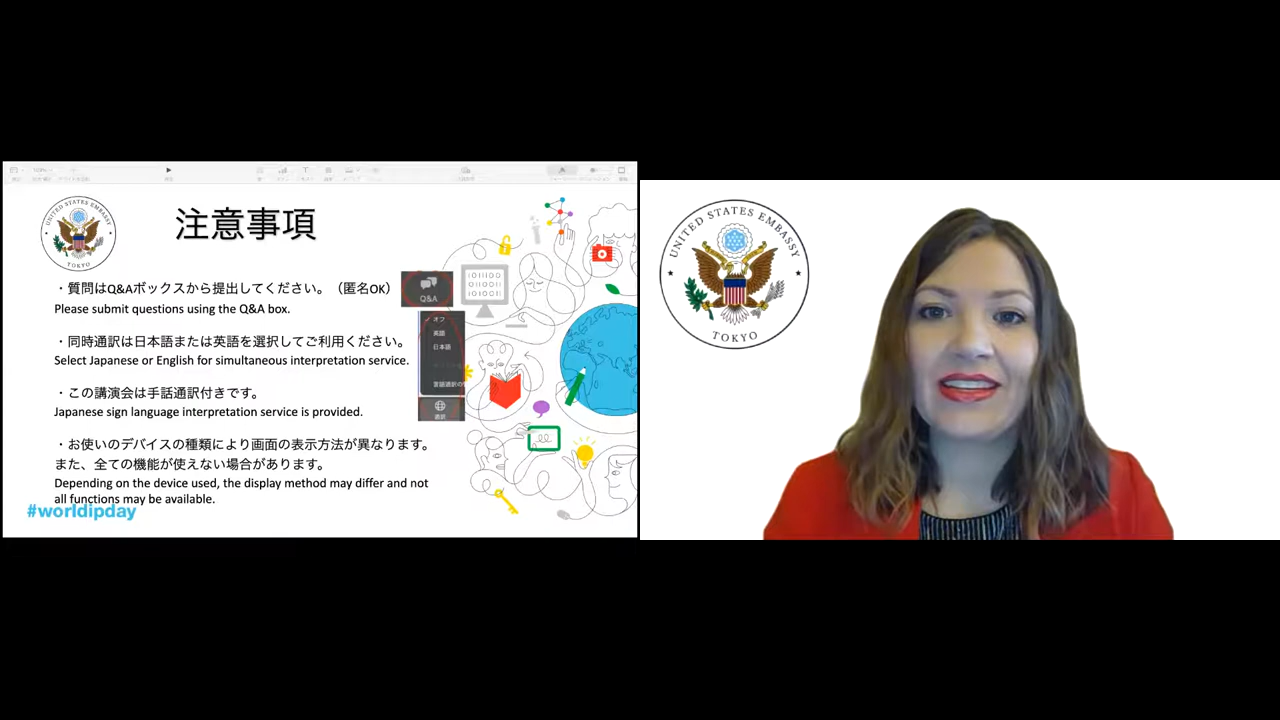 UNITED STATES EMBASSY
TOKYO
注意事項
・質問はQ&Aボックスから提出してください。（匿名OK）
Please submit questions using the Q&A box.
Q&A
・同時通訳は日本語または英語を選択してご利用ください。
Select Japanese or English for simultaneous interpretation service.
オフ
英語
日本語
・この講演会は手話通訳付きです。
Japanese sign language interpretation service is provided.
通訳
・お使いのデバイスの種類により画面の表示方法が異なります。
また、全ての機能が使えない場合があります。
Depending on the device used, the display method may differ and not
all functions may be available.
#worldipday
UNITED STATES EMBASSY
TOKYO